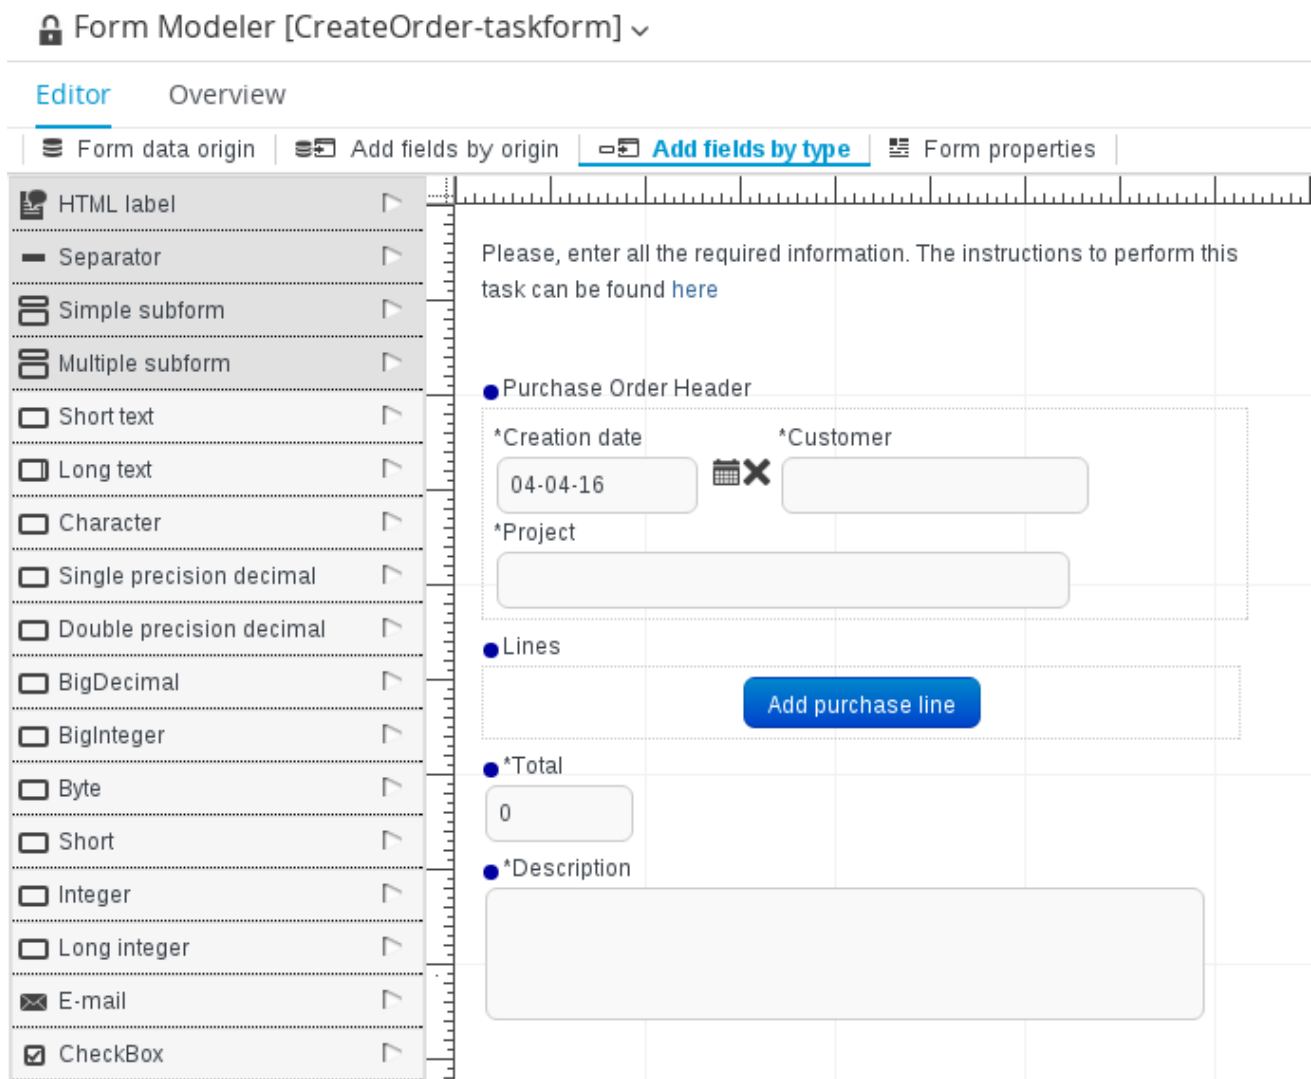 Form Modeler [CreateOrder-taskform]
Editor Overview
Form data origin Add fields by origin Add fields by type Form properties
HTML label
Separator
Simple subform
Multiple subform
Short text
Long text
Character
Single precision decimal
Double precision decimal
BigDecimal
BigInteger
Byte
Short
Integer
Long integer
E-mail
CheckBox
Please, enter all the required information. The instructions to perform this
task can be found here
Purchase Order Header
*Creation date *Customer
04-04-16
*Project
Lines
Add purchase line
*Total
0
*Description